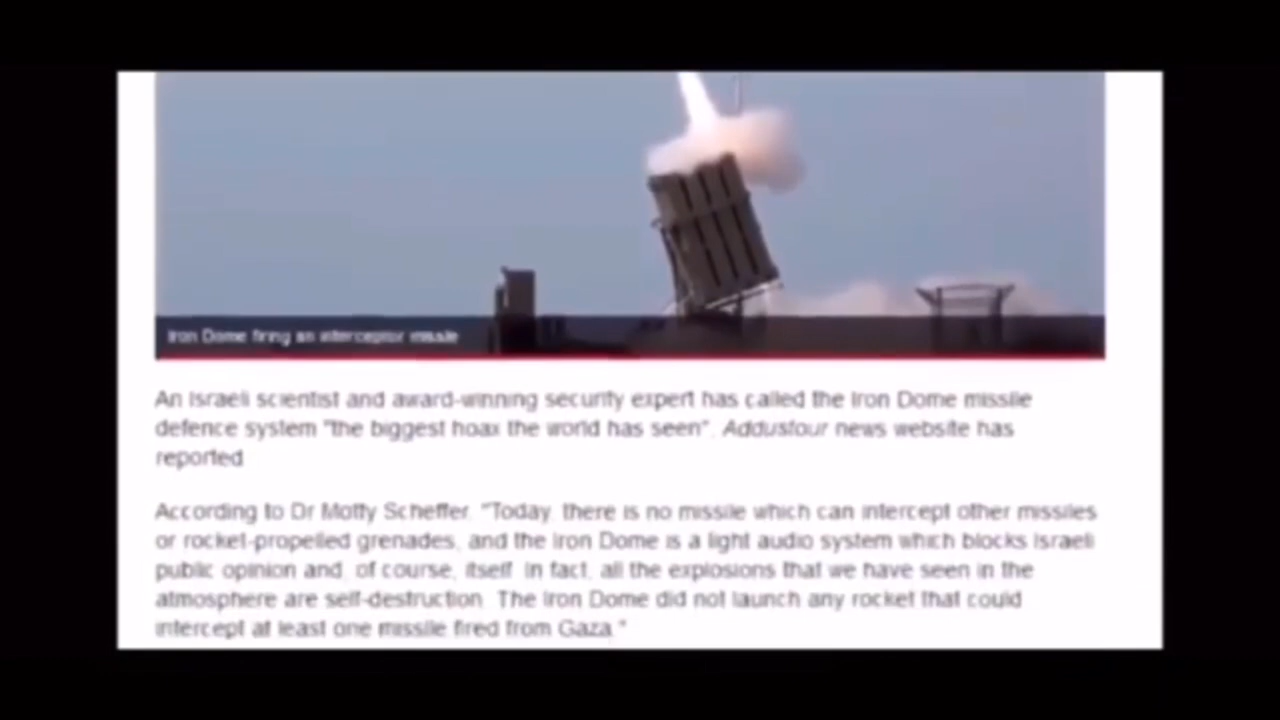 Iron Dome firing an interceptor missile
An Israeli scientist and award-winning security expert has called the Iron Dome missile
defence system "the biggest hoax the world has seen", Addustour news website has
reported.
According to Dr Motty Scheffer, "Today, there is no missile which can intercept other missiles
or rocket-propelled grenades, and the Iron Dome is a light audio system which blocks Israeli
public opinion and, of course, itself. In fact, all the explosions that we have seen in the
atmosphere are self-destruction. The Iron Dome did not launch any rocket that could
intercept at least one missile fired from Gaza."